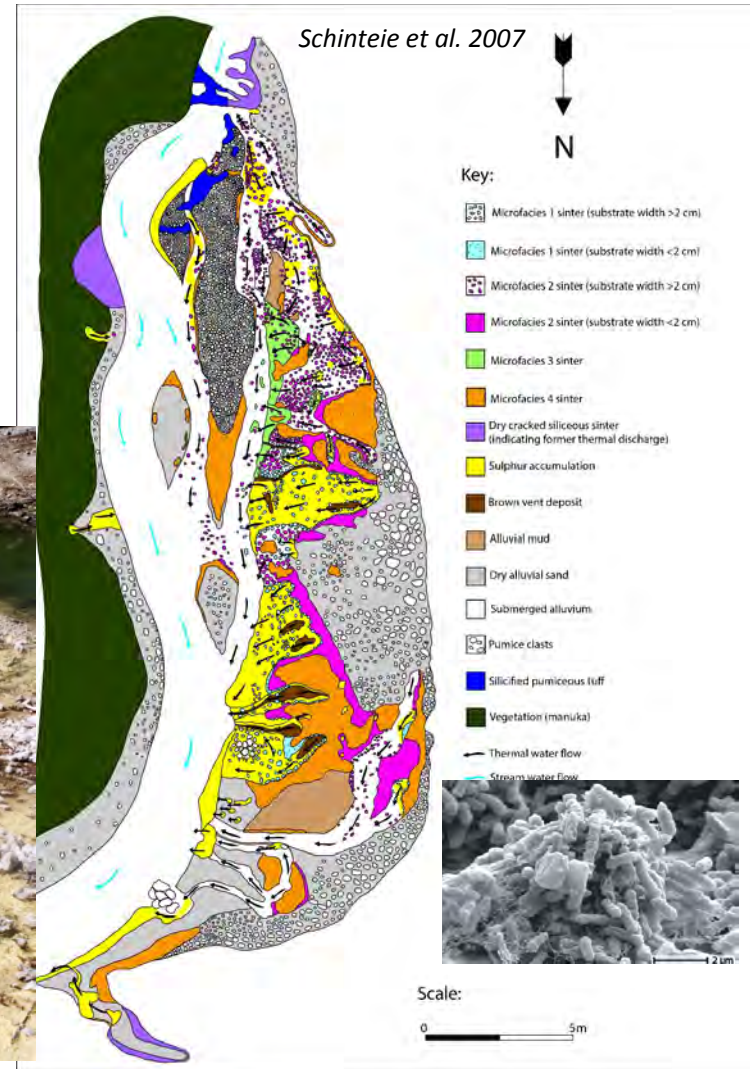 Schinteie et al. 2007
N
Key:
Microfacies 1 sinter (substrate width >2 cm)
Microfacies 1 sinter (substrate width <2 cm)
Microfacies 2 sinter (substrate width >2 cm)
Microfacies 2 sinter (substrate width <2 cm)
Microfacies 3 sinter
Microfacies 4 sinter
Dry cracked siliceous sinter
(indicating former thermal discharge)
Sulphur accumulation
Brown vent deposit
Alluvial mud
Dry alluvial sand
Submerged alluvium
Pumice clasts
Silicified pumiceous tuff
Vegetation (manuka)
Thermal water flow
Stream water flow
2 µm
Scale:
0 5m